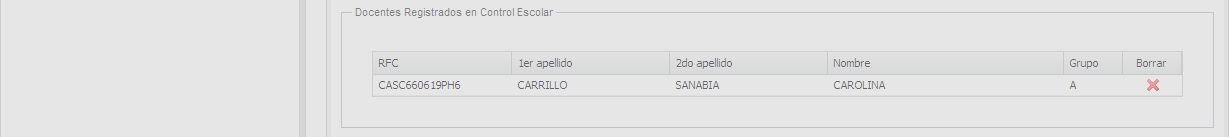 Docentes Registrados en Control Escolar
RFC 1er apellido 2do apellido Nombre Grupo Borrar
CASC660619PH6 CARRILLO SANABIA CAROLINA A